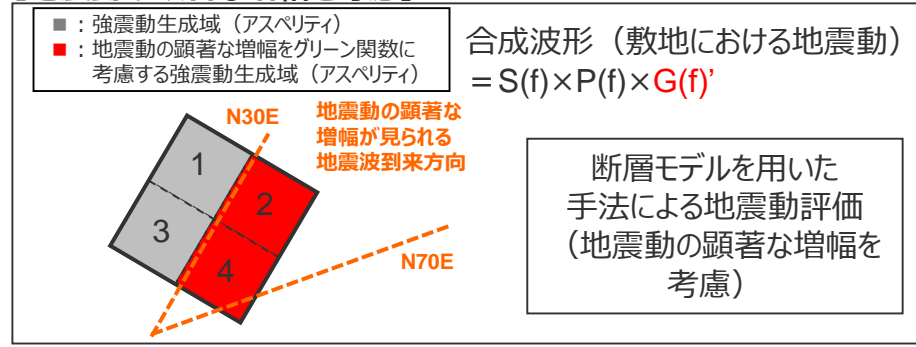 ■：強震動生成域（アスペリティ）
■：地震動の顕著な増幅をグリーン関数に
考慮する強震動生成域（アスペリティ）
合成波形（敷地における地震動）
＝S(f)×P(f)×G(f)’
N30E
地震動の顕著な
増幅が見られる
地震波到来方向
1
2
3
4
N70E
断層モデルを用いた
手法による地震動評価
（地震動の顕著な増幅を
考慮）